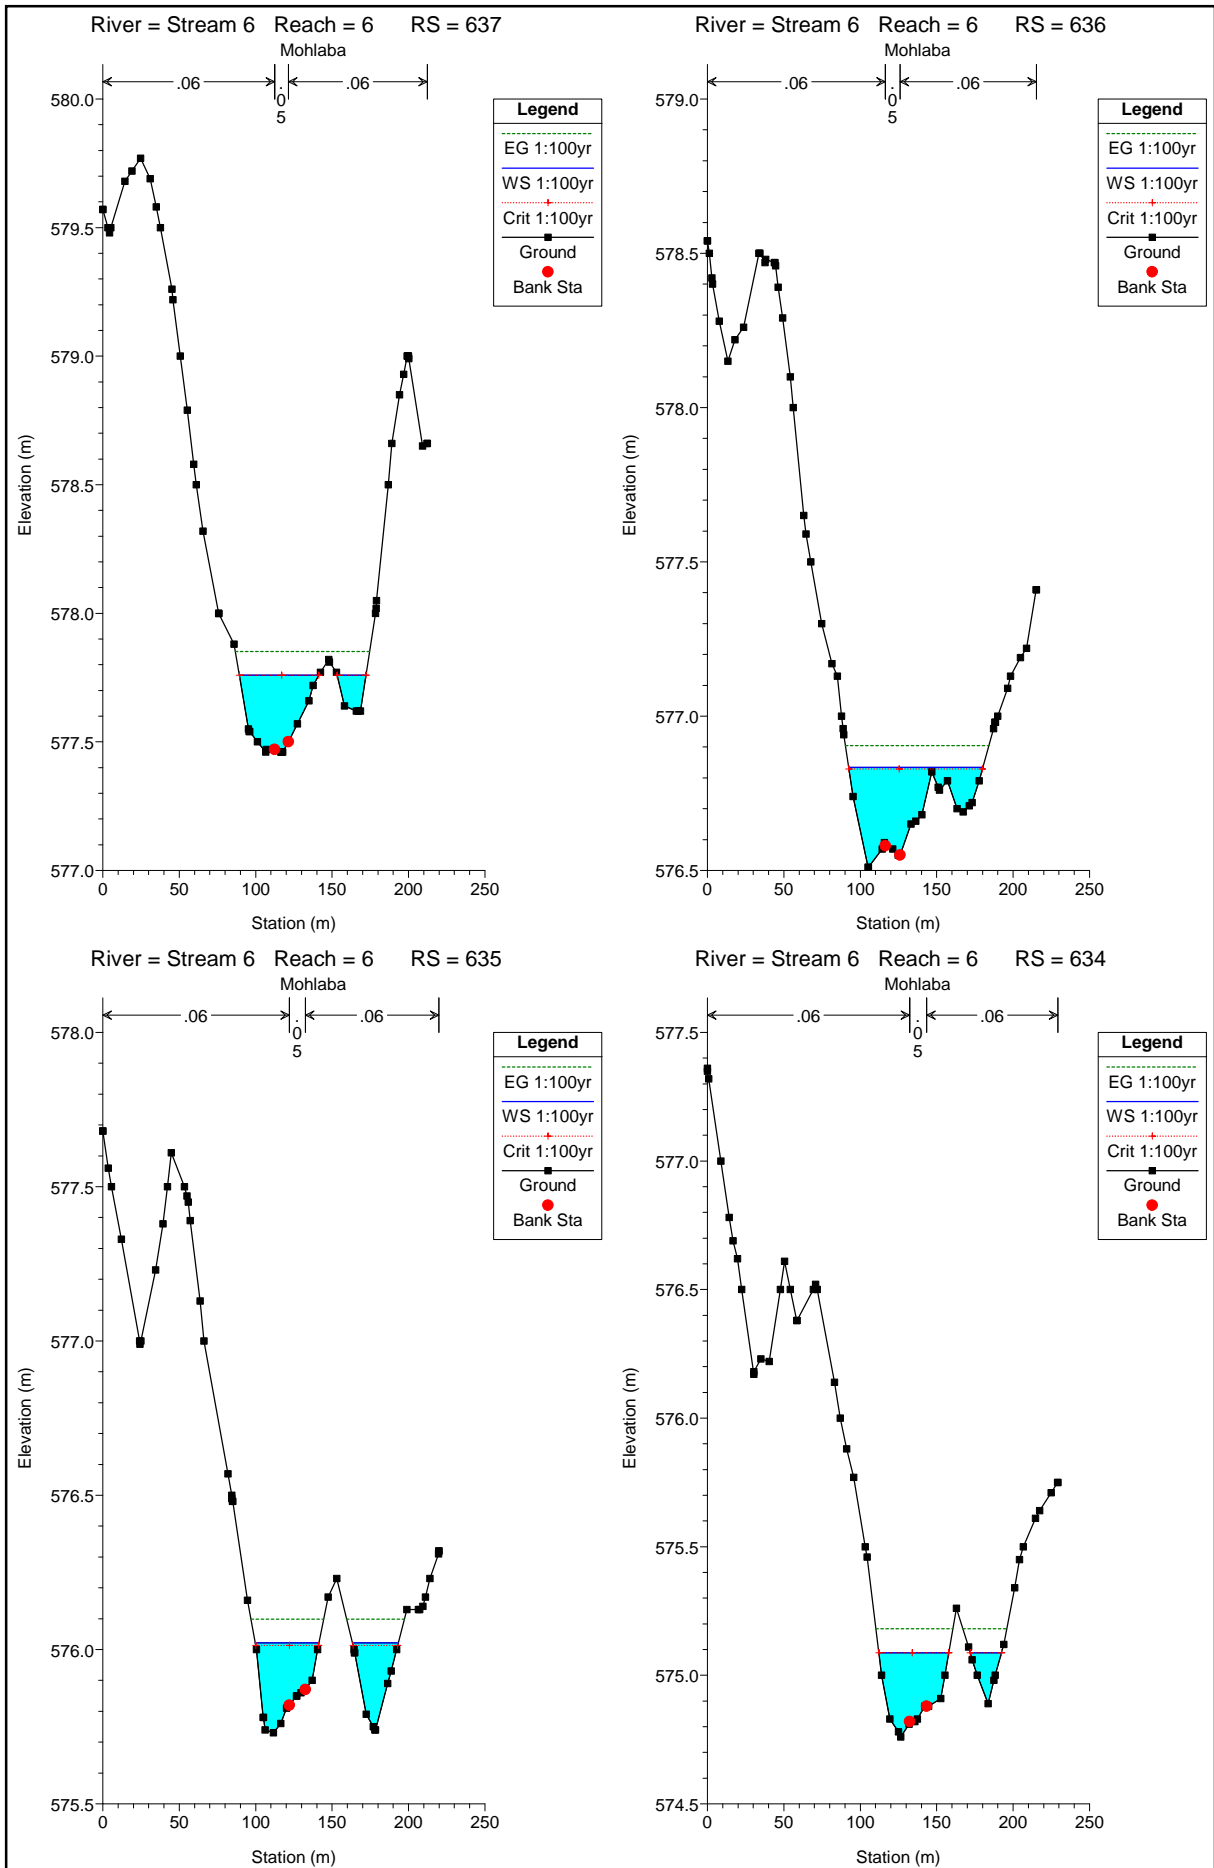 River = Stream 6 Reach = 6 RS = 637
Mohlaba
.06 .05 .06
Legend
EG 1:100yr
WS 1:100yr
Crit 1:100yr
Ground
Bank Sta
580.0
579.5
579.0
578.5
578.0
577.5
577.0
Elevation (m)
0 50 100 150 200 250
Station (m)
River = Stream 6 Reach = 6 RS = 636
Mohlaba
.06 .05 .06
Legend
EG 1:100yr
WS 1:100yr
Crit 1:100yr
Ground
Bank Sta
579.0
578.5
578.0
577.5
577.0
576.5
Elevation (m)
0 50 100 150 200 250
Station (m)
River = Stream 6 Reach = 6 RS = 635
Mohlaba
.06 .05 .06
Legend
EG 1:100yr
WS 1:100yr
Crit 1:100yr
Ground
Bank Sta
578.0
577.5
577.0
576.5
576.0
575.5
Elevation (m)
0 50 100 150 200 250
Station (m)
River = Stream 6 Reach = 6 RS = 634
Mohlaba
.06 .05 .06
Legend
EG 1:100yr
WS 1:100yr
Crit 1:100yr
Ground
Bank Sta
577.5
577.0
576.5
576.0
575.5
575.0
574.5
Elevation (m)
0 50 100 150 200 250
Station (m)